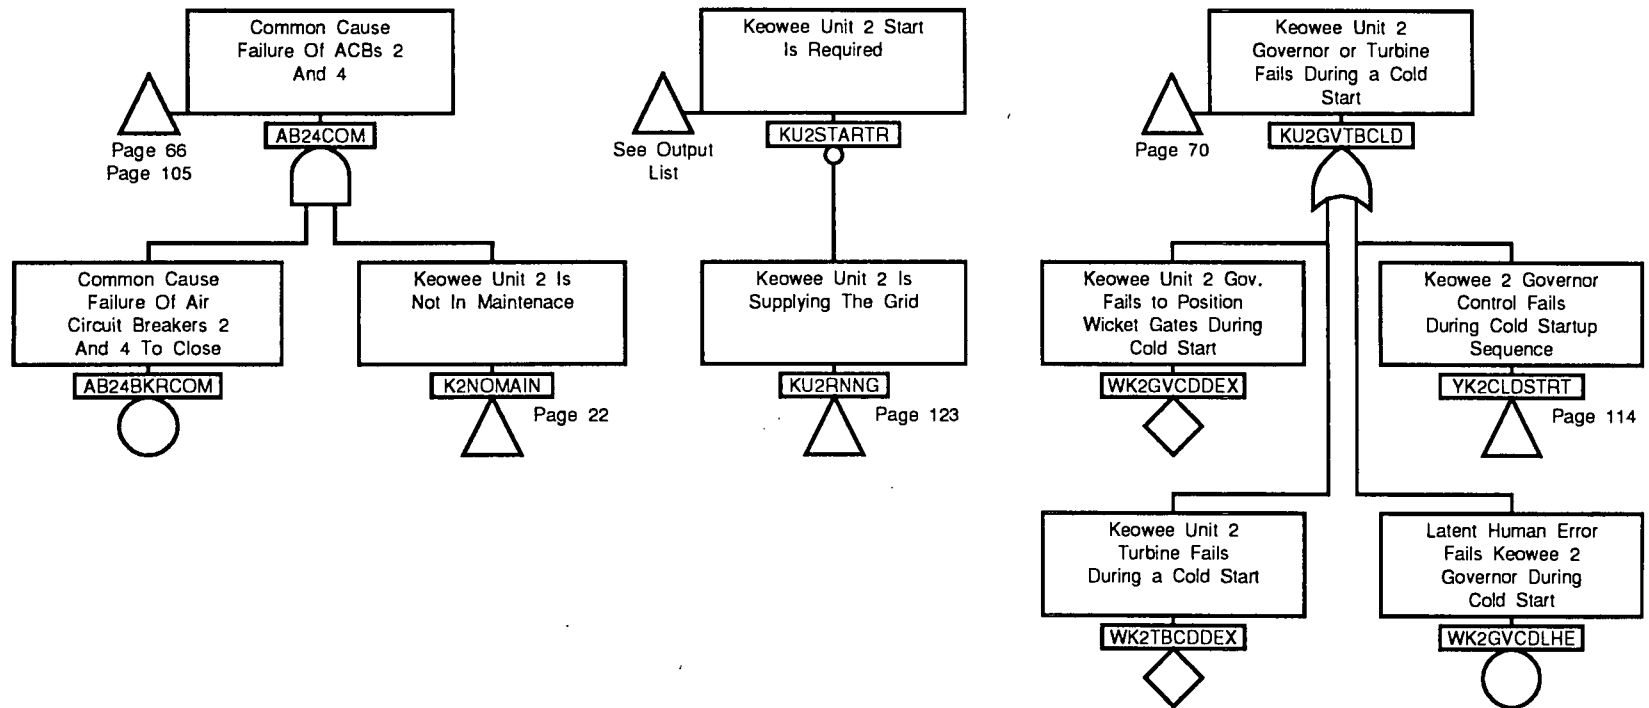 Common Cause
Failure Of ACBs 2
And 4
AB24COM
Page 66
Page 105
Common Cause
Failure Of Air
Circuit Breakers 2
And 4 To Close
AB24BKRCOM
Keowee Unit 2 Is
Not In Maintenace
K2NOMAIN
Page 22
Keowee Unit 2 Start
Is Required
KU2STARTR
See Output
List
Keowee Unit 2 Is
Supplying The Grid
KU2RNNG
Page 123
Keowee Unit 2
Governor or Turbine
Fails During a Cold
Start
KU2GVTBCLD
Page 70
Keowee Unit 2 Gov.
Fails to Position
Wicket Gates During
Cold Start
WK2GVCDDEX
Keowee 2 Governor
Control Fails
During Cold Startup
Sequence
YK2CLDSTRT
Page 114
Keowee Unit 2
Turbine Fails
During a Cold Start
WK2TBCDDEX
Latent Human Error
Fails Keowee 2
Governor During
Cold Start
WK2GVCDLHE